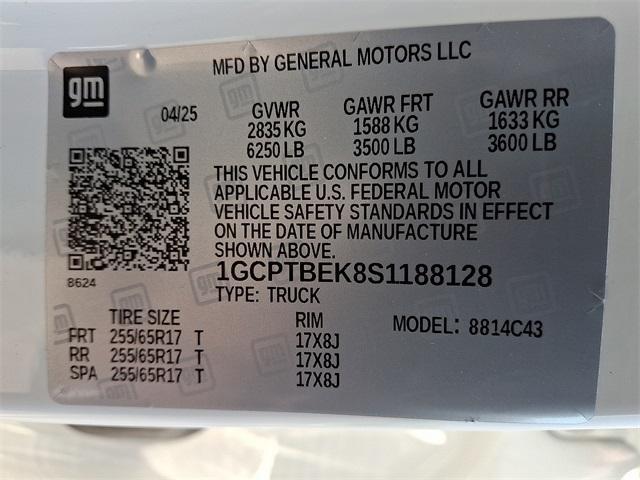 MFD BY GENERAL MOTORS LLC
gm
04/25
GVWR GAWR FRT GAWR RR
2835 KG 1588 KG 1633 KG
6250 LB 3500 LB 3600 LB
THIS VEHICLE CONFORMS TO ALL
APPLICABLE U.S. FEDERAL MOTOR
VEHICLE SAFETY STANDARDS IN EFFECT
ON THE DATE OF MANUFACTURE
SHOWN ABOVE.
8624
1GCPTBEK8S1188128
TYPE: TRUCK
TIRE SIZE RIM MODEL: 8814C43
FRT 255/65R17 T 17X8J
RR 255/65R17 T 17X8J
SPA 255/65R17 T 17X8J